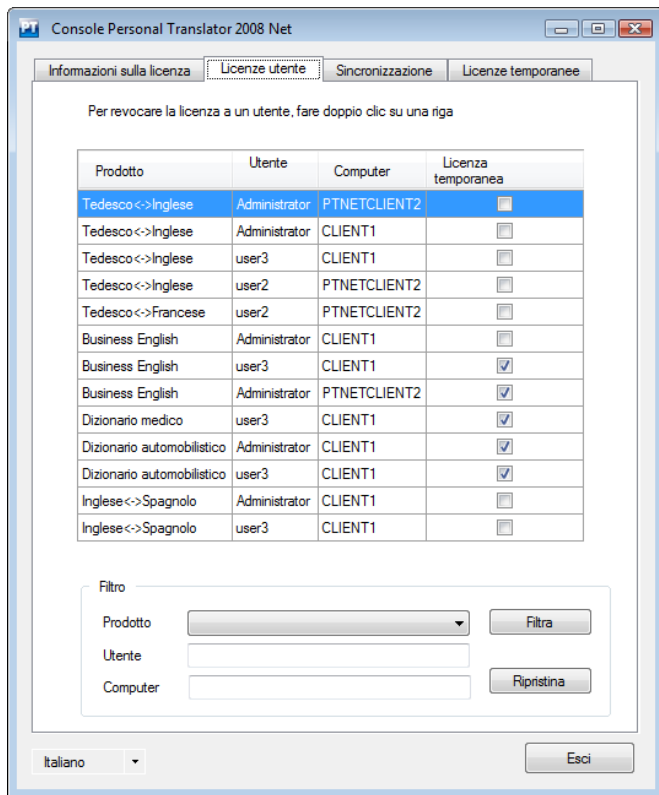 PT Console Personal Translator 2008 Net
Informazioni sulla licenza Licenze utente Sincronizzazione Licenze temporanee
Per revocare la licenza a un utente, fare doppio clic su una riga
Prodotto Utente Computer Licenza temporanea
Tedesco<->Inglese Administrator PTNETCLIENT2
Tedesco<->Inglese Administrator CLIENT1
Tedesco<->Inglese user3 CLIENT1
Tedesco<->Inglese user2 PTNETCLIENT2
Tedesco<->Francese user2 PTNETCLIENT2
Business English Administrator CLIENT1
Business English user3 CLIENT1
Business English Administrator PTNETCLIENT2
Dizionario medico user3 CLIENT1
Dizionario automobilistico Administrator CLIENT1
Dizionario automobilistico user3 CLIENT1
Inglese<->Spagnolo Administrator CLIENT1
Inglese<->Spagnolo user3 CLIENT1
Filtro
Prodotto Filtra
Utente
Computer Ripristina
Italiano Esci